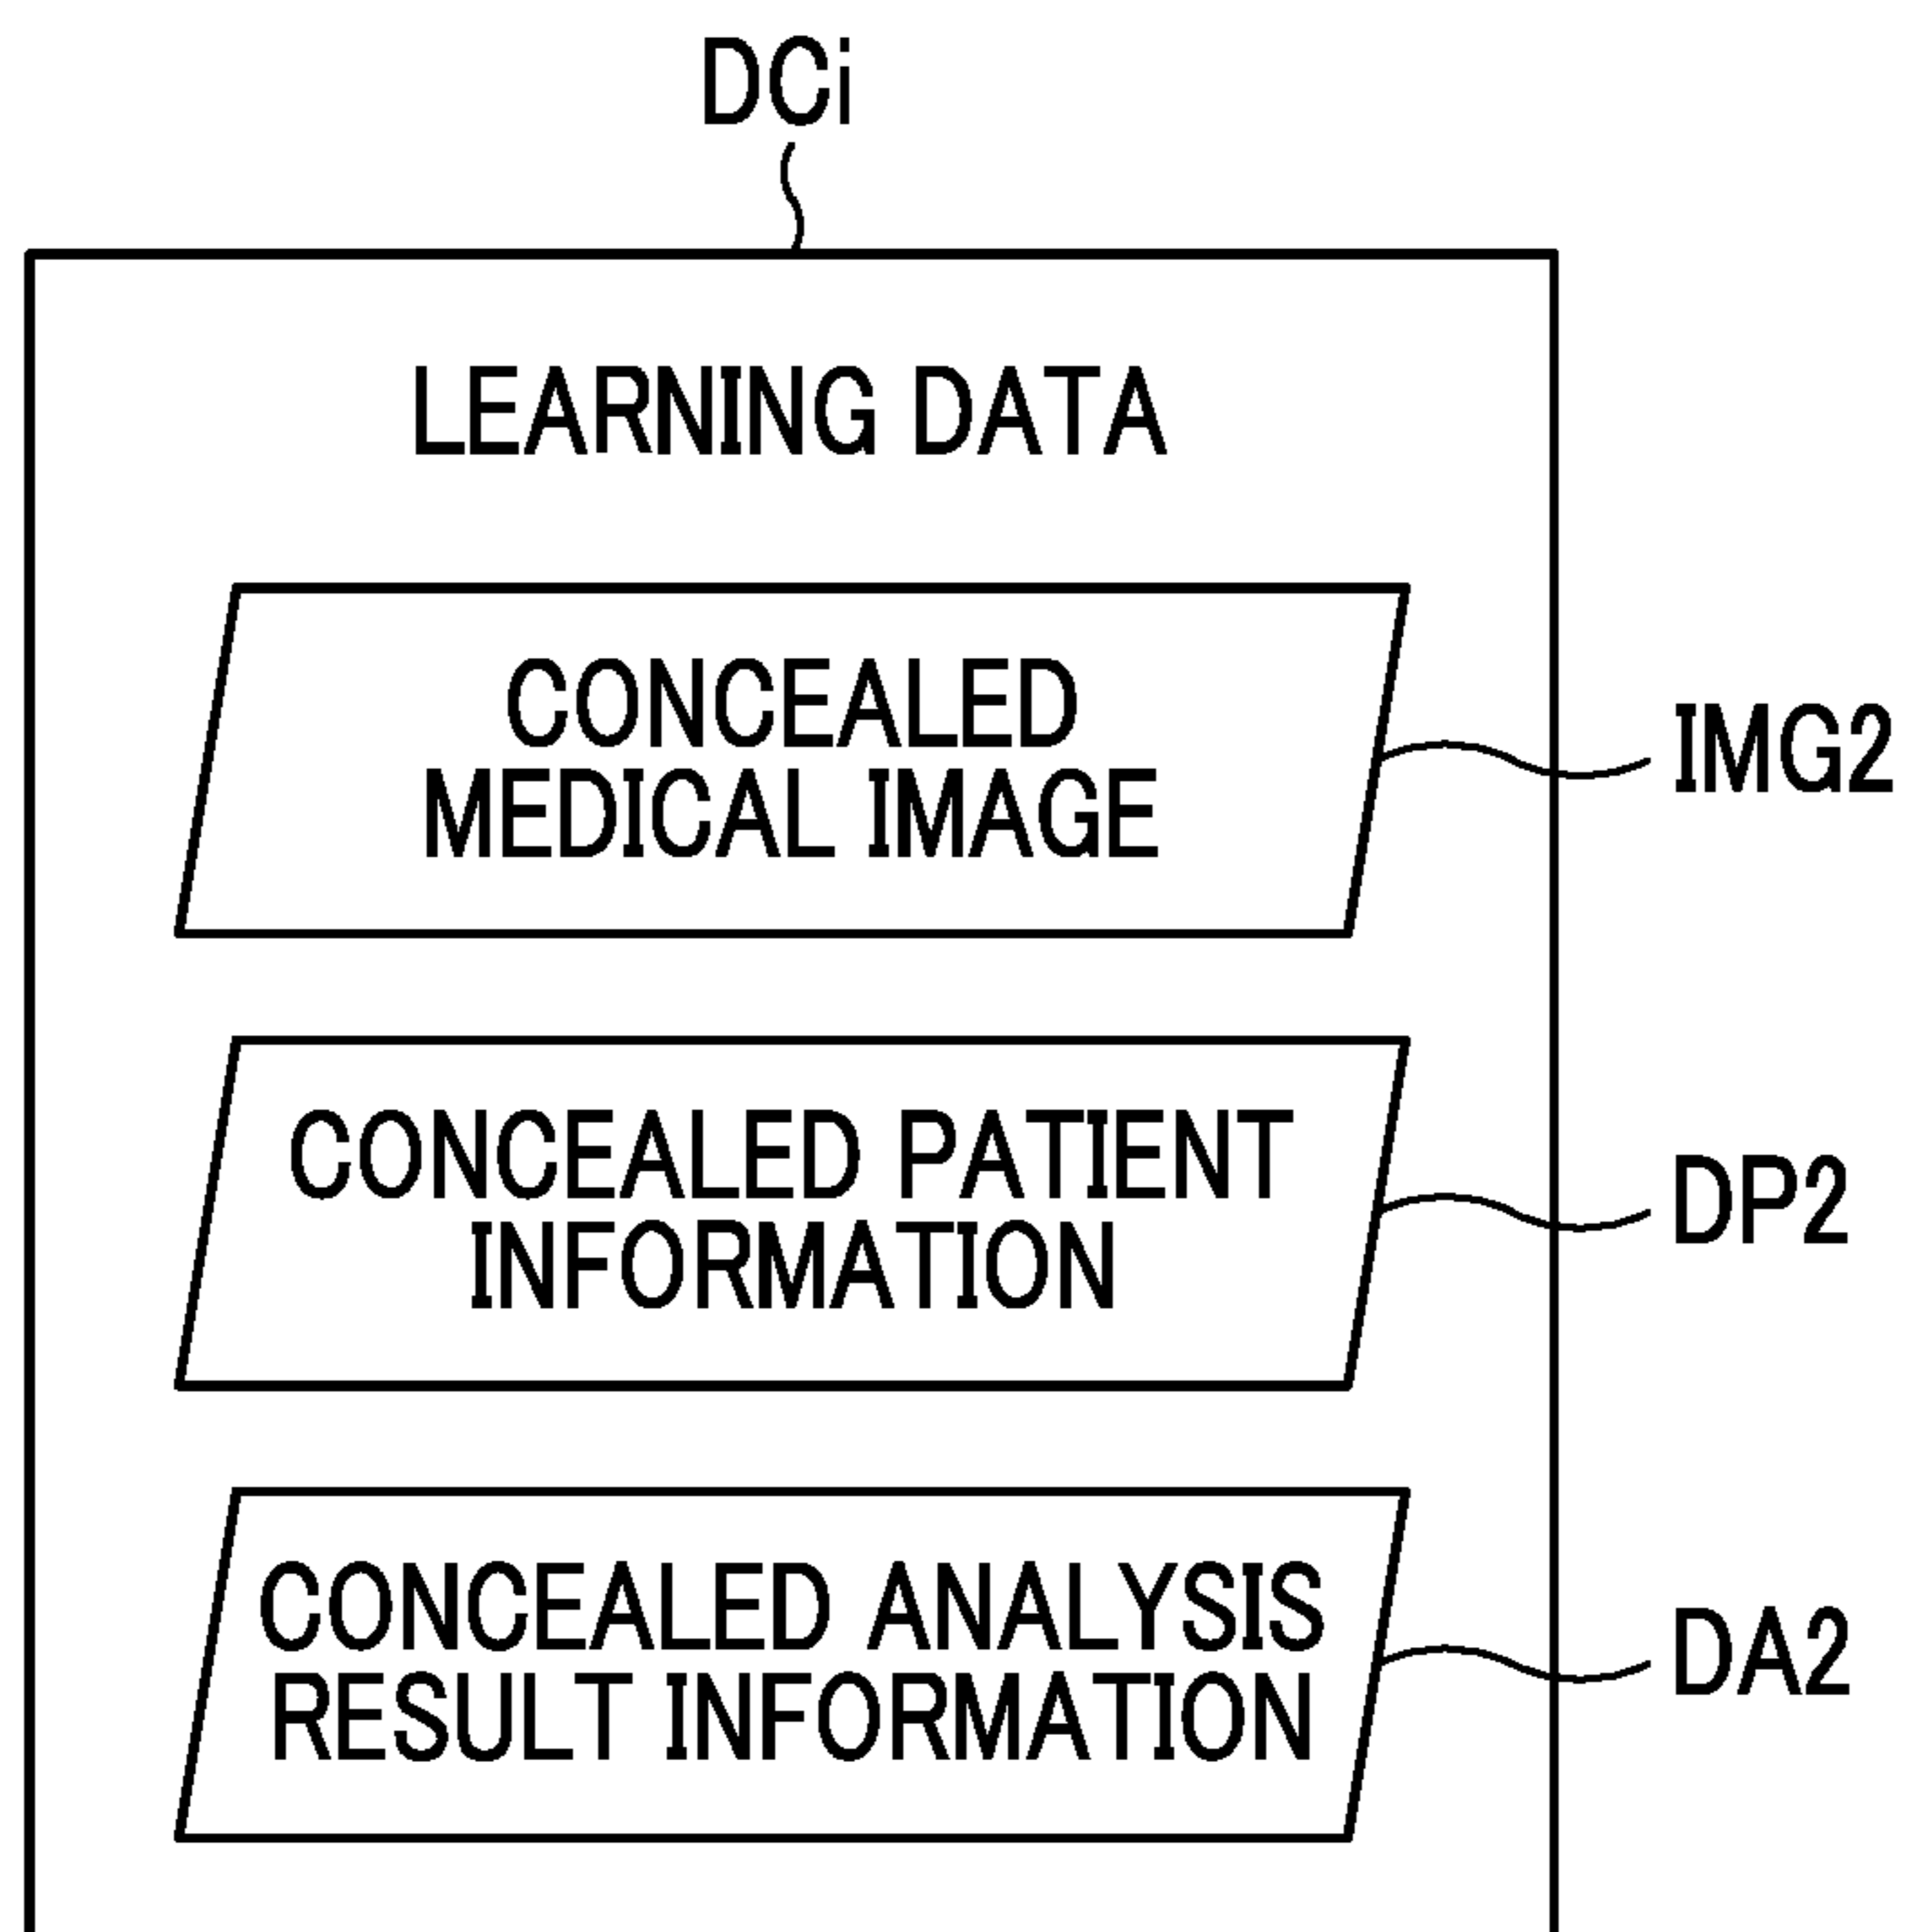 DCi
LEARNING DATA
CONCEALED
MEDICAL IMAGE
IMG2
CONCEALED PATIENT
INFORMATION
DP2
CONCEALED ANALYSIS
RESULT INFORMATION
DA2